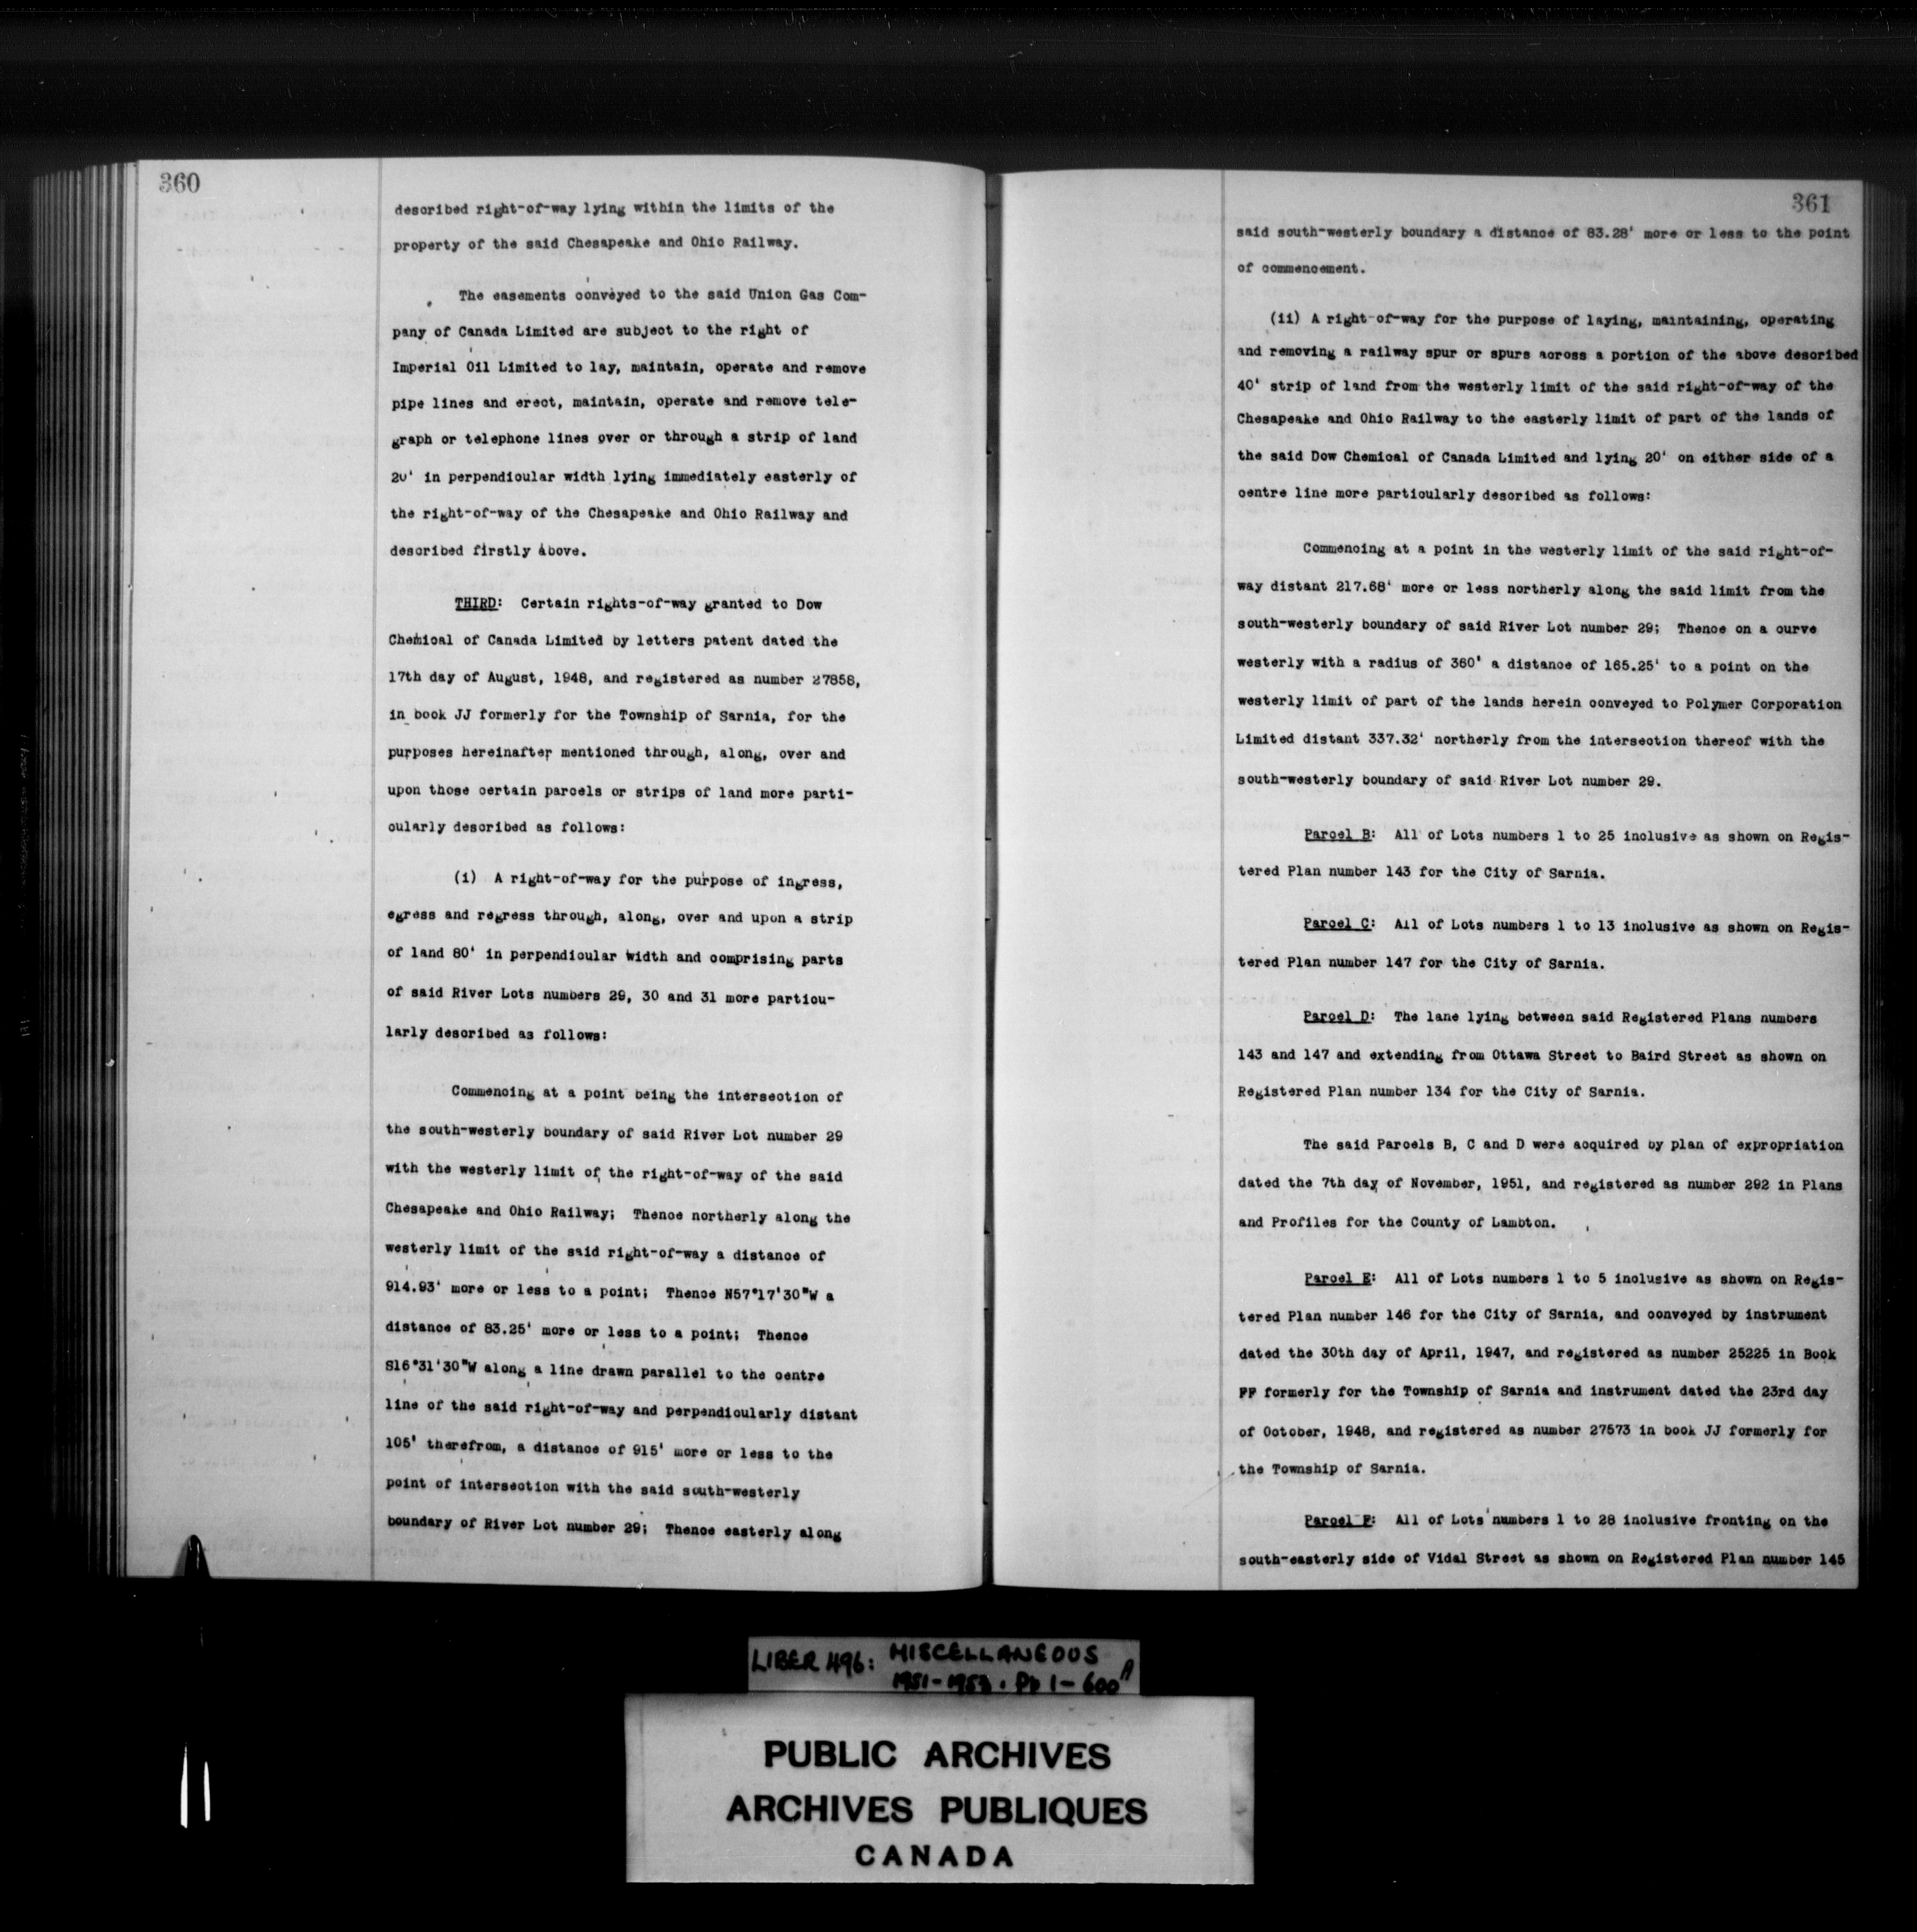 360
described right-of-way lying within the limits of the
property of the said Chesapeake and Ohio Railway.
The easements conveyed to the said Union Gas Com-
pany of Canada Limited are subject to the right of
Imperial Oil Limited to lay, maintain, operate and remove
pipe lines and erect, maintain, operate and remove tele-
graph or telephone lines over or through a strip of land
20' in perpendicular width lying immediately easterly of
the right-of-way of the Chesapeake and Ohio Railway and
described firstly above.
THIRD: Certain rights-of-way granted to Dow
Chemical of Canada Limited by letters patent dated the
17th day of August, 1948, and registered as number 27858,
in book JJ formerly for the Township of Sarnia, for the
purposes hereinafter mentioned through, along, over and
upon those certain parcels or strips of land more parti-
cularly described as follows:
(i) A right-of-way for the purpose of ingress,
egress and regress through, along, over and upon a strip
of land 80' in perpendicular width and comprising parts
of said River Lots numbers 29, 30 and 31 more particu-
larly described as follows:
Commencing at a point being the intersection of
the south-westerly boundary of said River Lot number 29
with the westerly limit of the right-of-way of the said
Chesapeake and Ohio Railway; Thence northerly along the
westerly limit of the said right-of-way a distance of
914.93' more or less to a point; Thence N57°17'30"W a
distance of 83.25' more or less to a point; Thence
S16°31'30"W along a line drawn parallel to the centre
line of the said right-of-way and perpendicularly distant
105' therefrom, a distance of 915' more or less to the
point of intersection with the said south-westerly
boundary of River Lot number 29; Thence easterly along
361
said south-westerly boundary a distance of 83.28' more or less to the point
of commencement.
(ii) A right-of-way for the purpose of laying, maintaining, operating
and removing a railway spur or spurs across a portion of the above described
40' strip of land from the westerly limit of the said right-of-way of the
Chesapeake and Ohio Railway to the easterly limit of part of the lands of
the said Dow Chemical of Canada Limited and lying 20' on either side of a
centre line more particularly described as follows:
Commencing at a point in the westerly limit of the said right-of-
way distant 217.68' more or less northerly along the said limit from the
south-westerly boundary of said River Lot number 29; Thence on a curve
westerly with a radius of 360' a distance of 165.25' to a point on the
westerly limit of part of the lands herein conveyed to Polymer Corporation
Limited distant 337.32' northerly from the intersection thereof with the
south-westerly boundary of said River Lot number 29.
Parcel B: All of Lots numbers 1 to 25 inclusive as shown on Regis-
tered Plan number 143 for the City of Sarnia.
Parcel C: All of Lots numbers 1 to 13 inclusive as shown on Regis-
tered Plan number 147 for the City of Sarnia.
Parcel D: The lane lying between said Registered Plans numbers
143 and 147 and extending from Ottawa Street to Baird Street as shown on
Registered Plan number 134 for the City of Sarnia.
The said Parcels B, C and D were acquired by plan of expropriation
dated the 7th day of November, 1951, and registered as number 292 in Plans
and Profiles for the County of Lambton.
Parcel E: All of Lots numbers 1 to 5 inclusive as shown on Regis-
tered Plan number 146 for the City of Sarnia, and conveyed by instrument
dated the 30th day of April, 1947, and registered as number 25225 in Book
FF formerly for the Township of Sarnia and instrument dated the 23rd day
of October, 1948, and registered as number 27573 in book JJ formerly for
the Township of Sarnia.
Parcel F: All of Lots numbers 1 to 28 inclusive fronting on the
south-easterly side of Vidal Street as shown on Registered Plan number 145
LIBER 496: MISCELLANEOUS
1951-1953. Pp 1-600A
PUBLIC ARCHIVES
ARCHIVES PUBLIQUES
CANADA